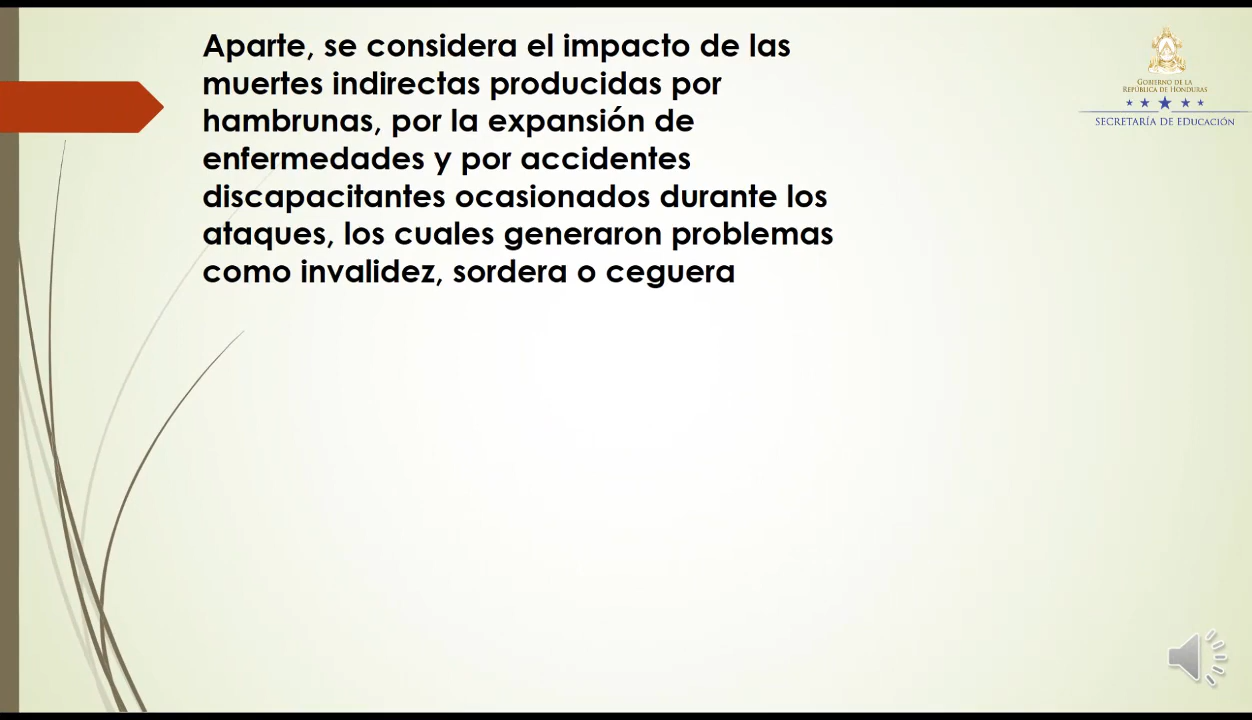 Aparte, se considera el impacto de las
muertes indirectas producidas por
hambrunas, por la expansión de
enfermedades y por accidentes
discapacitantes ocasionados durante los
ataques, los cuales generaron problemas
como invalidez, sordera o ceguera
GOBIERNO DE LA
REPÚBLICA DE HONDURAS
SECRETARÍA DE EDUCACIÓN